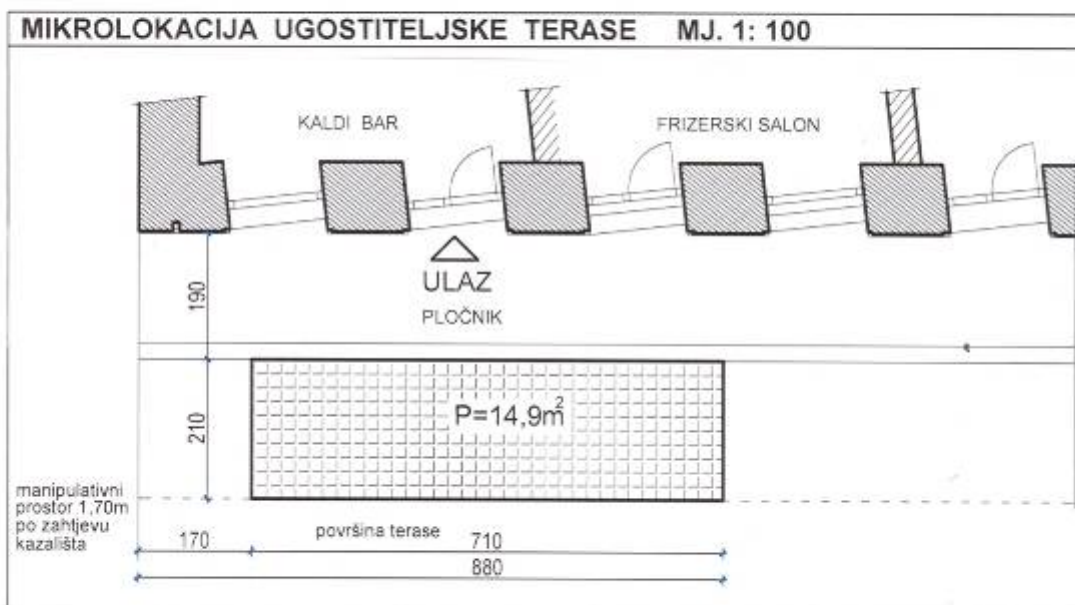 MIKROLOKACIJA UGOSTITELJSKE TERASE MJ. 1: 100
KALDI BAR
FRIZERSKI SALON
ULAZ
PLOČNIK
190
P=14,9m²
210
manipulativni
prostor 1,70m
po zahtjevu
kazališta
170
površina terase
710
880